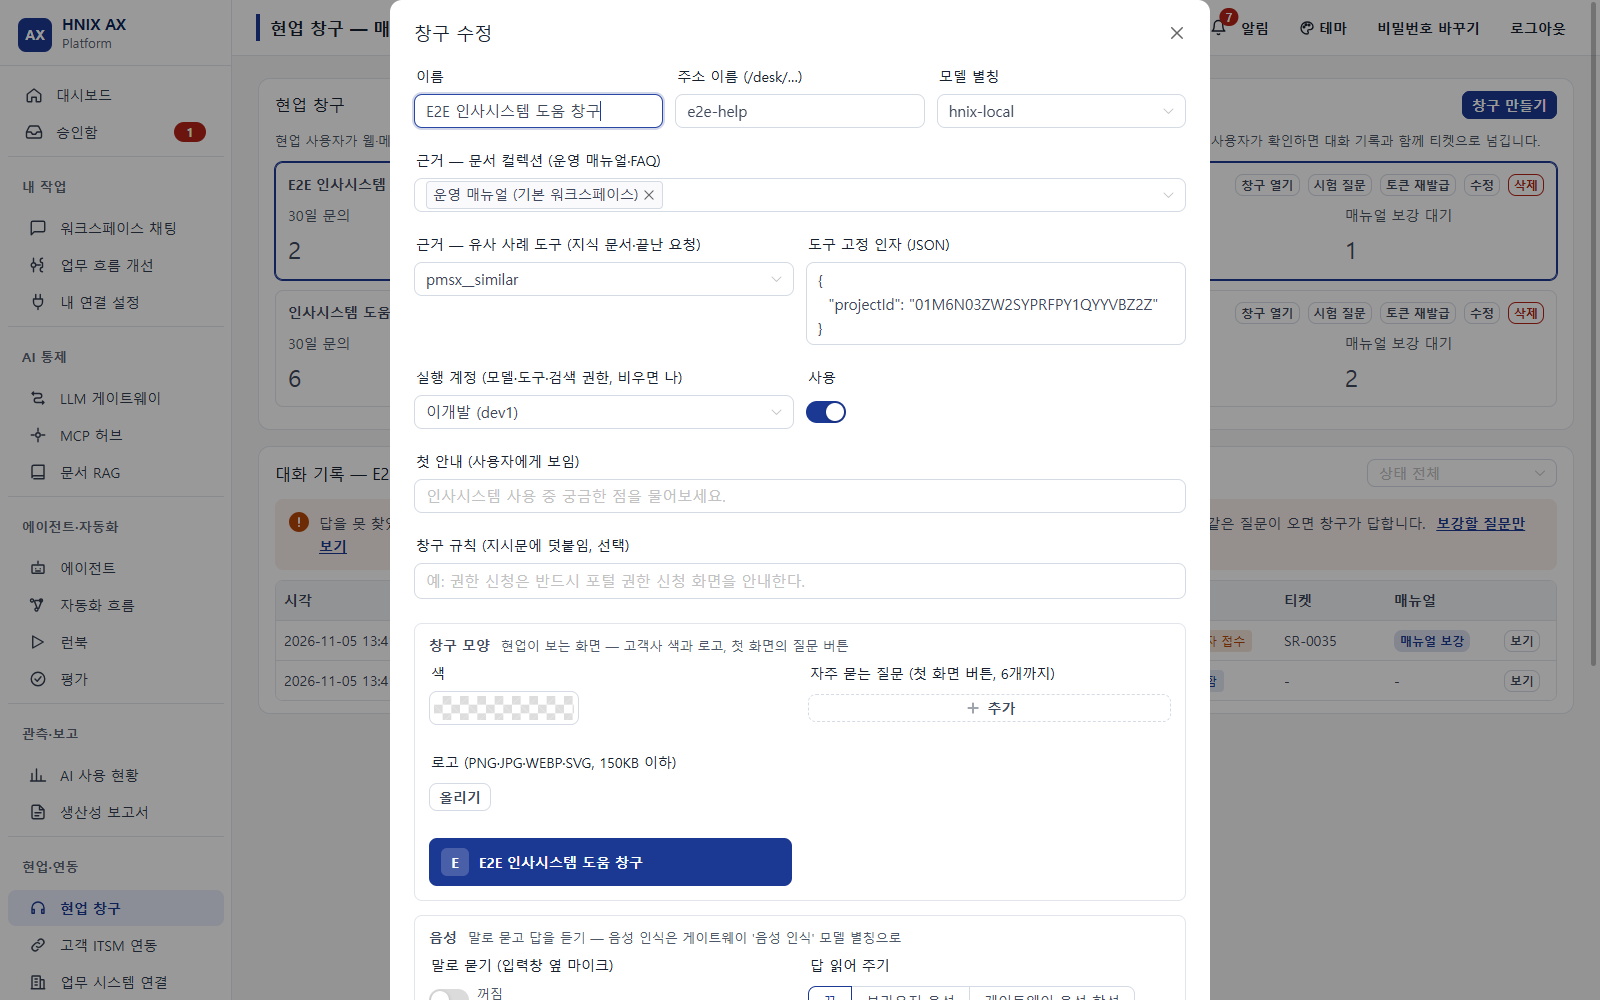 AX
HNIX AX
Platform
대시보드
승인함
1
내 작업
워크스페이스 채팅
업무 흐름 개선
내 연결 설정
AI 통제
LLM 게이트웨이
MCP 허브
문서 RAG
에이전트·자동화
에이전트
자동화 흐름
런북
평가
관측·보고
AI 사용 현황
생산성 보고서
현업·연동
현업 창구
고객 ITSM 연동
업무 시스템 연결
현업 창구 — 매
7
알림
테마
비밀번호 바꾸기
로그아웃
현업 창구
창구 만들기
현업 사용자가 웹·메
사용자가 확인하면 대화 기록과 함께 티켓으로 넘깁니다.
E2E 인사시스템
창구 열기
시험 질문
토큰 재발급
수정
삭제
30일 문의
매뉴얼 보강 대기
2
1
인사시스템 도움
창구 열기
시험 질문
토큰 재발급
수정
삭제
30일 문의
매뉴얼 보강 대기
6
2
대화 기록 — E2
상태 전체
답을 못 찾았
같은 질문이 오면 창구가 답합니다. 보강할 질문만
보기
시각
티켓
매뉴얼
2026-11-05 13:4
접수
SR-0035
매뉴얼 보강
보기
2026-11-05 13:4
함
-
-
보기
창구 수정
이름
주소 이름 (/desk/...)
모델 별칭
E2E 인사시스템 도움 창구
e2e-help
hnix-local
근거 — 문서 컬렉션 (운영 매뉴얼·FAQ)
운영 매뉴얼 (기본 워크스페이스)
근거 — 유사 사례 도구 (지식 문서·끝난 요청)
도구 고정 인자 (JSON)
pmsx__similar
{
"projectId": "01M6N03ZW2SYPRFPY1QYYVBZ2Z"
}
실행 계정 (모델·도구·검색 권한, 비우면 나)
사용
이개발 (dev1)
첫 안내 (사용자에게 보임)
인사시스템 사용 중 궁금한 점을 물어보세요.
창구 규칙 (지시문에 덧붙임, 선택)
예: 권한 신청은 반드시 포털 권한 신청 화면을 안내한다.
창구 모양 현업이 보는 화면 — 고객사 색과 로고, 첫 화면의 질문 버튼
색
자주 묻는 질문 (첫 화면 버튼, 6개까지)
추가
로고 (PNG·JPG·WEBP·SVG, 150KB 이하)
올리기
E
E2E 인사시스템 도움 창구
음성 말로 묻고 답을 듣기 — 음성 인식은 게이트웨이 '음성 인식' 모델 별칭으로
말로 묻기 (입력창 옆 마이크)
답 읽어 주기
꺼짐
끔
브라우저 음성
게이트웨이 음성 합성